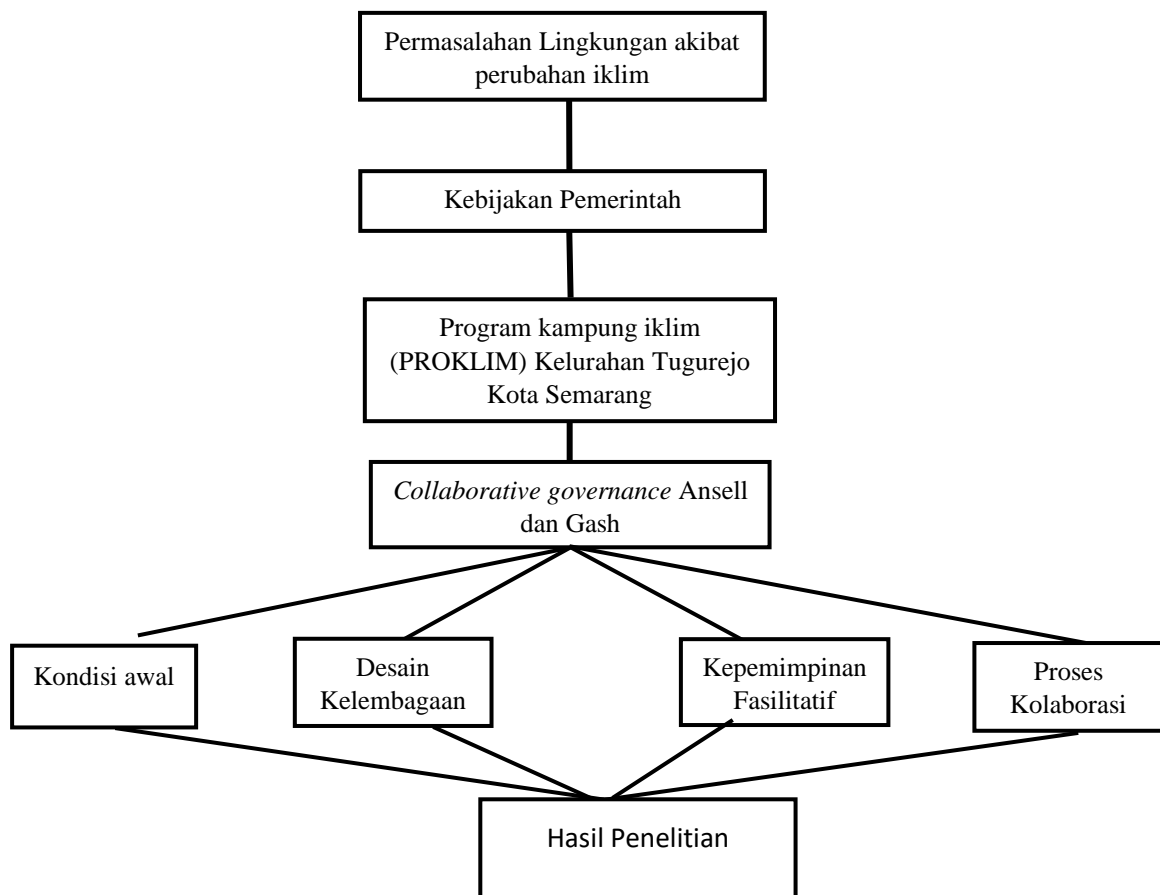 Permasalahan Lingkungan akibat
perubahan iklim
Kebijakan Pemerintah
Program kampung iklim
(PROKLIM) Kelurahan Tugurejo
Kota Semarang
Collaborative governance Ansell
dan Gash
Kondisi awal
Desain
Kelembagaan
Kepemimpinan
Fasilitatif
Proses
Kolaborasi
Hasil Penelitian